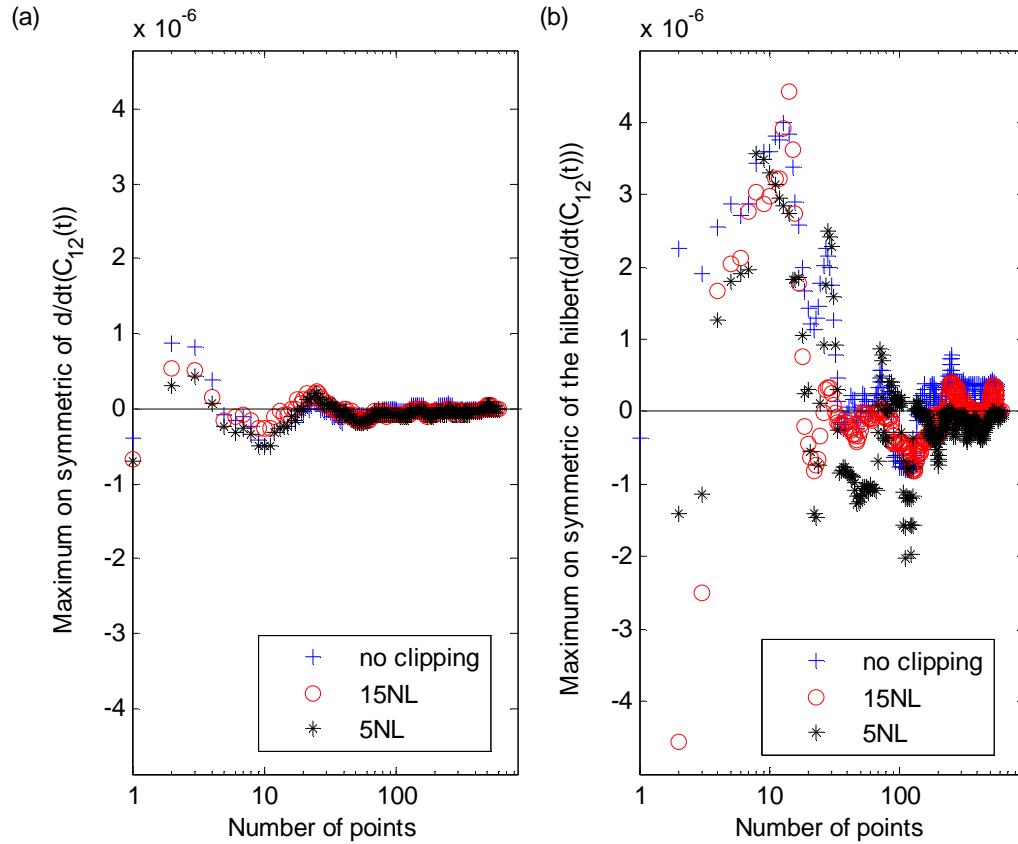 (a)
x 10^-6
Maximum on symmetric of d/dt(C_12(t))
4
3
2
1
0
-1
-2
-3
-4
no clipping
15NL
5NL
1
10
100
Number of points
(b)
x 10^-6
Maximum on symmetric of the hilbert(d/dt(C_12(t)))
4
3
2
1
0
-1
-2
-3
-4
no clipping
15NL
5NL
1
10
100
Number of points